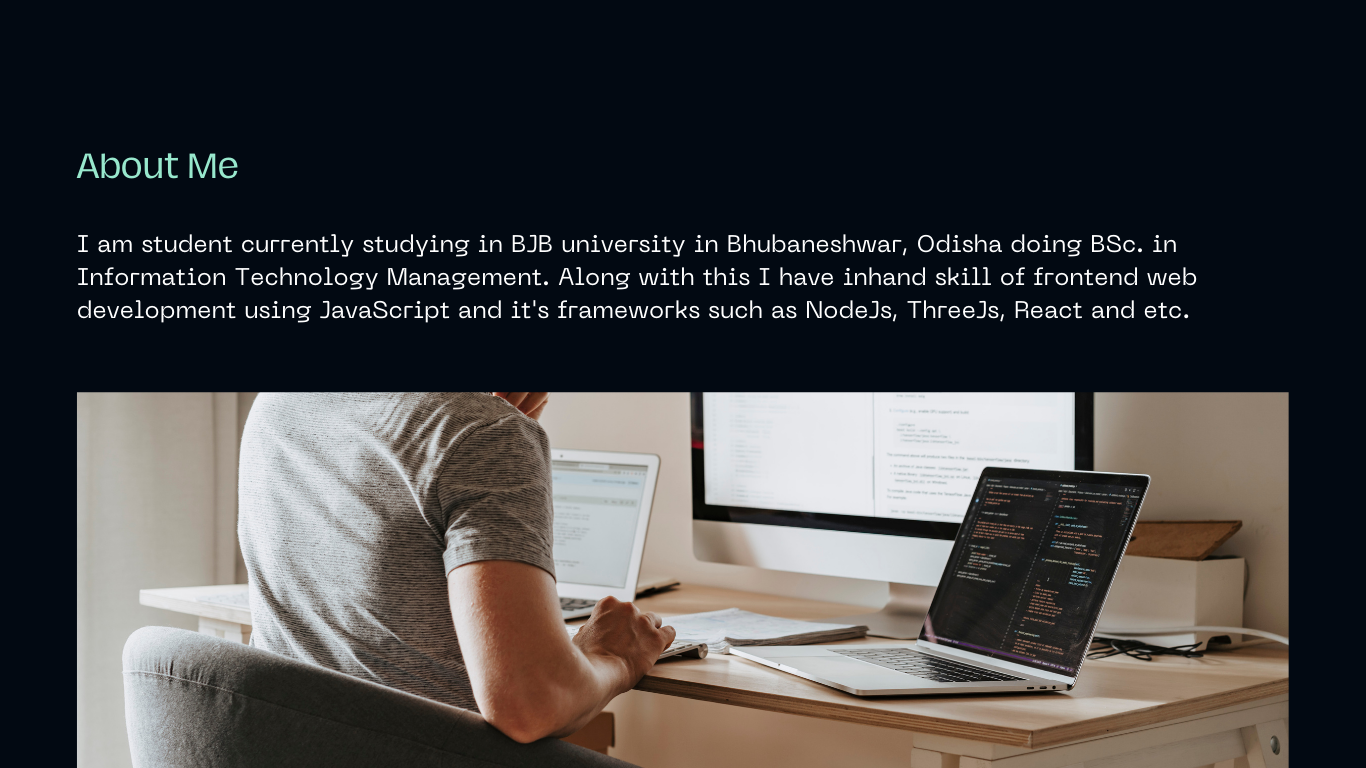 About Me
I am student currently studying in BJB university in Bhubaneshwar, Odisha doing BSc. in
Information Technology Management. Along with this I have inhand skill of frontend web
development using JavaScript and it's frameworks such as NodeJs, ThreeJs, React and etc.